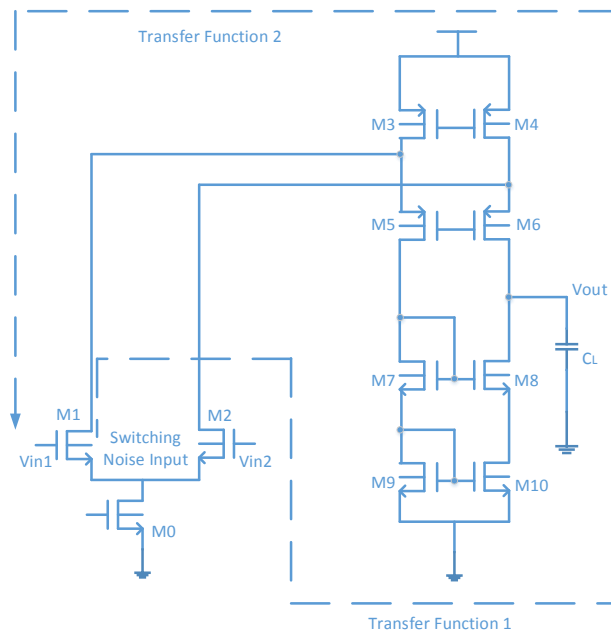 Transfer Function 2
M3
M4
M5
M6
Vout
CL
M7
M8
M1
M2
Switching
Noise Input
Vin1
Vin2
M9
M10
M0
Transfer Function 1